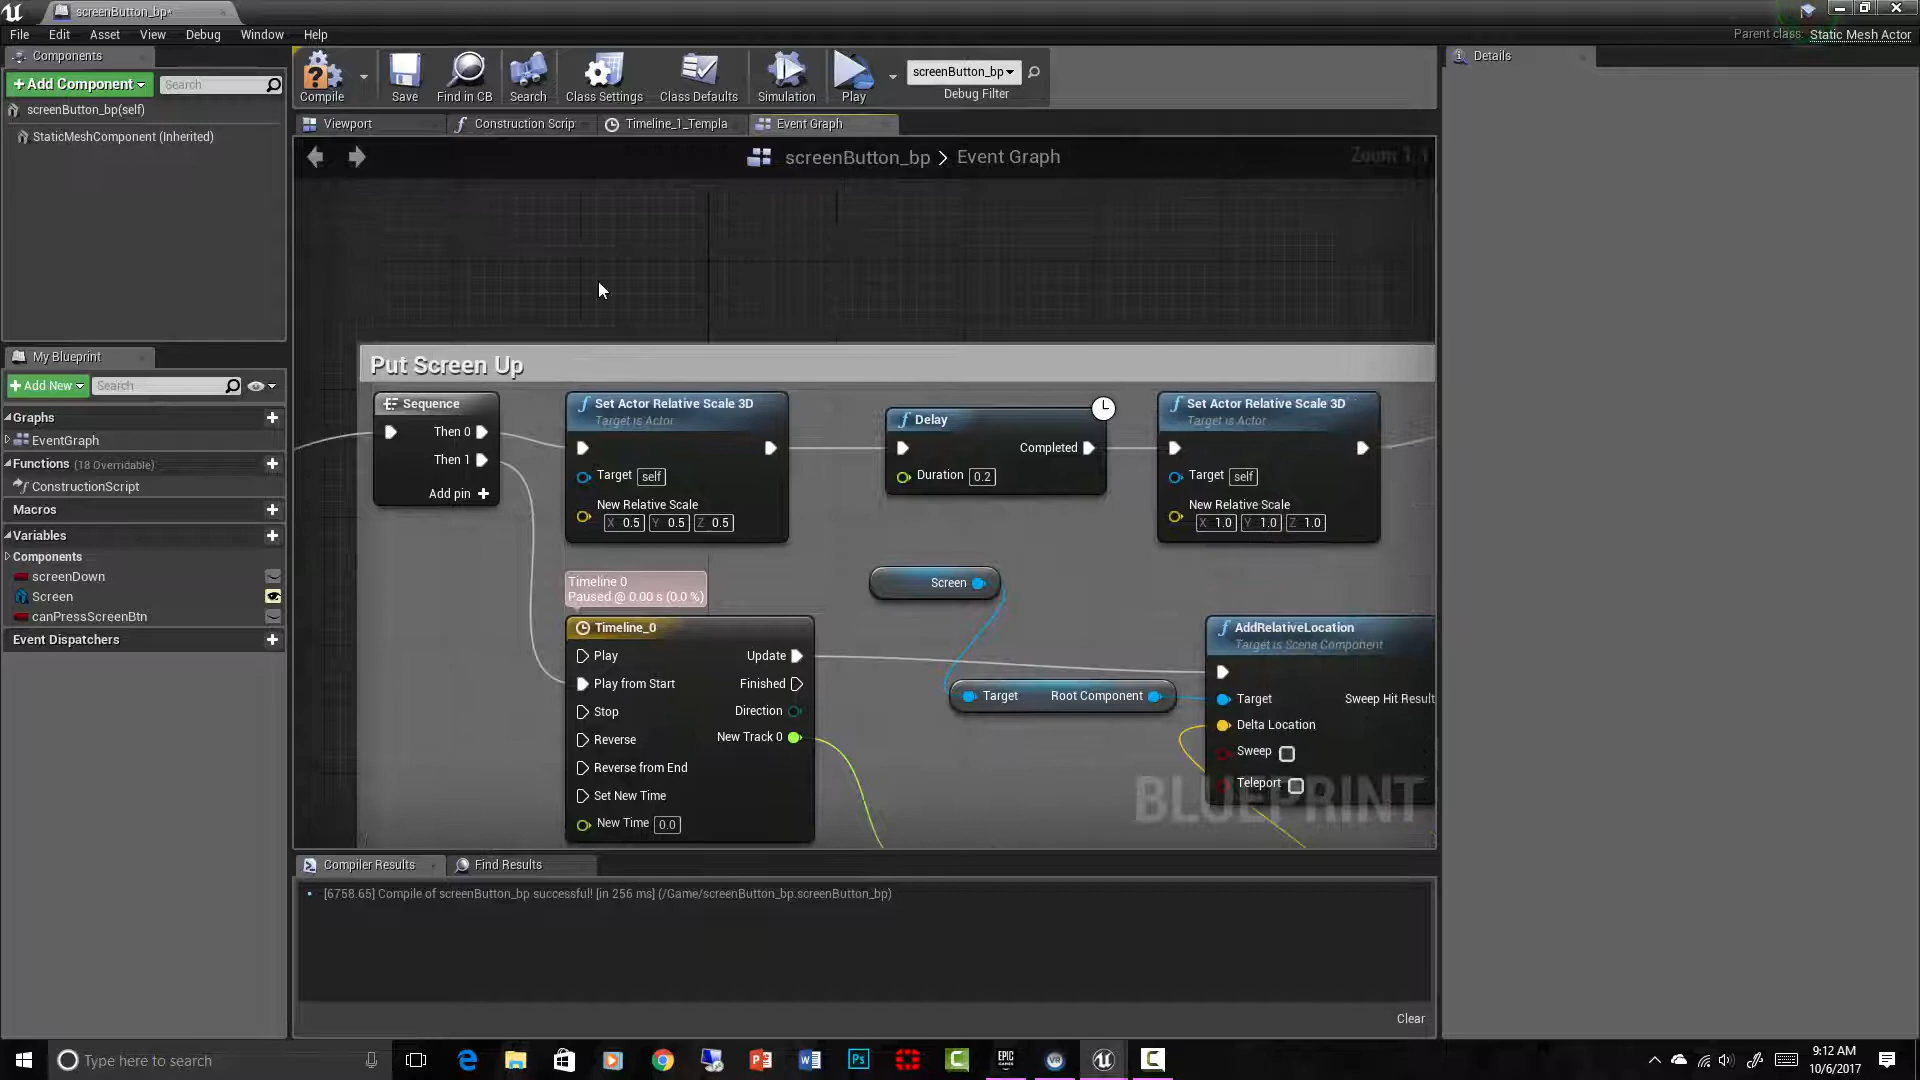 screenButton_bp*
File Edit Asset View Debug Window Help
Parent class: Static Mesh Actor
Components
+ Add Component
Search
screenButton_bp(self)
StaticMeshComponent (Inherited)
Compile
Save
Find in CB
Search
Class Settings
Class Defaults
Simulation
Play
screenButton_bp
Debug Filter
Details
Viewport
Construction Scrip
Timeline_1_Templa
Event Graph
screenButton_bp > Event Graph
Zoom 1:1
My Blueprint
+ Add New
Search
Graphs
EventGraph
Functions (18 Overridable)
ConstructionScript
Macros
Variables
Components
screenDown
Screen
canPressScreenBtn
Event Dispatchers
Put Screen Up
Sequence
Then 0
Then 1
Add pin +
Set Actor Relative Scale 3D
Target is Actor
Target self
New Relative Scale
X 0.5 Y 0.5 Z 0.5
Delay
Completed
Duration 0.2
Set Actor Relative Scale 3D
Target is Actor
Target self
New Relative Scale
X 1.0 Y 1.0 Z 1.0
Timeline 0
Paused @ 0.00 s (0.0 %)
Timeline_0
Play Update
Play from Start Finished
Stop Direction
Reverse New Track 0
Reverse from End
Set New Time
New Time 0.0
Screen
Target Root Component
AddRelativeLocation
Target is Scene Component
Target Sweep Hit Result
Delta Location
Sweep
Teleport
BLUEPRINT
Compiler Results
Find Results
[6758.65] Compile of screenButton_bp successful! [in 256 ms] (/Game/screenButton_bp.screenButton_bp)
Clear
Type here to search
EPIC GAMES
VR
Ps
9:12 AM
10/6/2017